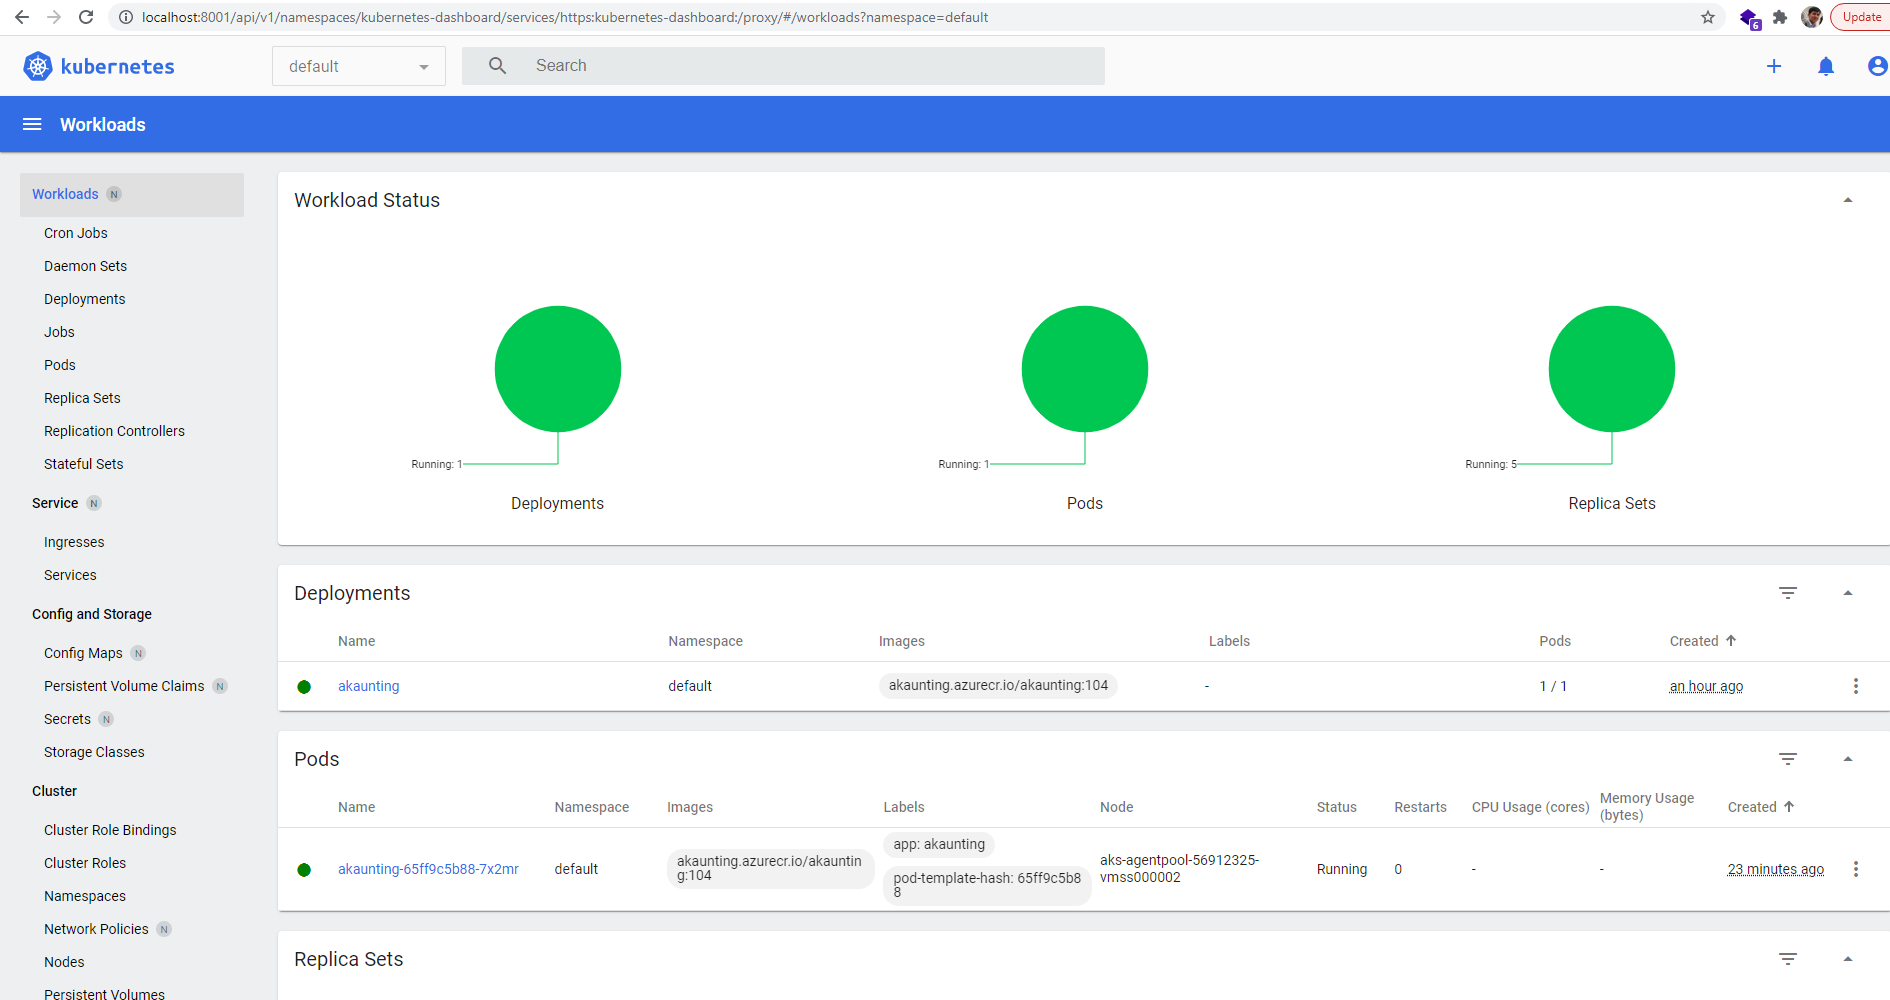 localhost:8001/api/v1/namespaces/kubernetes-dashboard/services/https:kubernetes-dashboard:/proxy/#/workloads?namespace=default
6
Update
kubernetes
default
Search
Workloads
Workloads N
Cron Jobs
Daemon Sets
Deployments
Jobs
Pods
Replica Sets
Replication Controllers
Stateful Sets
Service N
Ingresses
Services
Config and Storage
Config Maps N
Persistent Volume Claims N
Secrets N
Storage Classes
Cluster
Cluster Role Bindings
Cluster Roles
Namespaces
Network Policies N
Nodes
Persistent Volumes
Workload Status
Running: 1
Deployments
Running: 1
Pods
Running: 5
Replica Sets
Deployments
Name Namespace Images Labels Pods Created
akaunting default akaunting.azurecr.io/akaunting:104 - 1 / 1 an hour ago
Pods
Name Namespace Images Labels Node Status Restarts CPU Usage (cores) Memory Usage (bytes) Created
akaunting-65ff9c5b88-7x2mr default
akaunting.azurecr.io/akauntin
g:104
app: akaunting
pod-template-hash: 65ff9c5b8
8
aks-agentpool-56912325-
vmss000002
Running 0 - - 23 minutes ago
Replica Sets